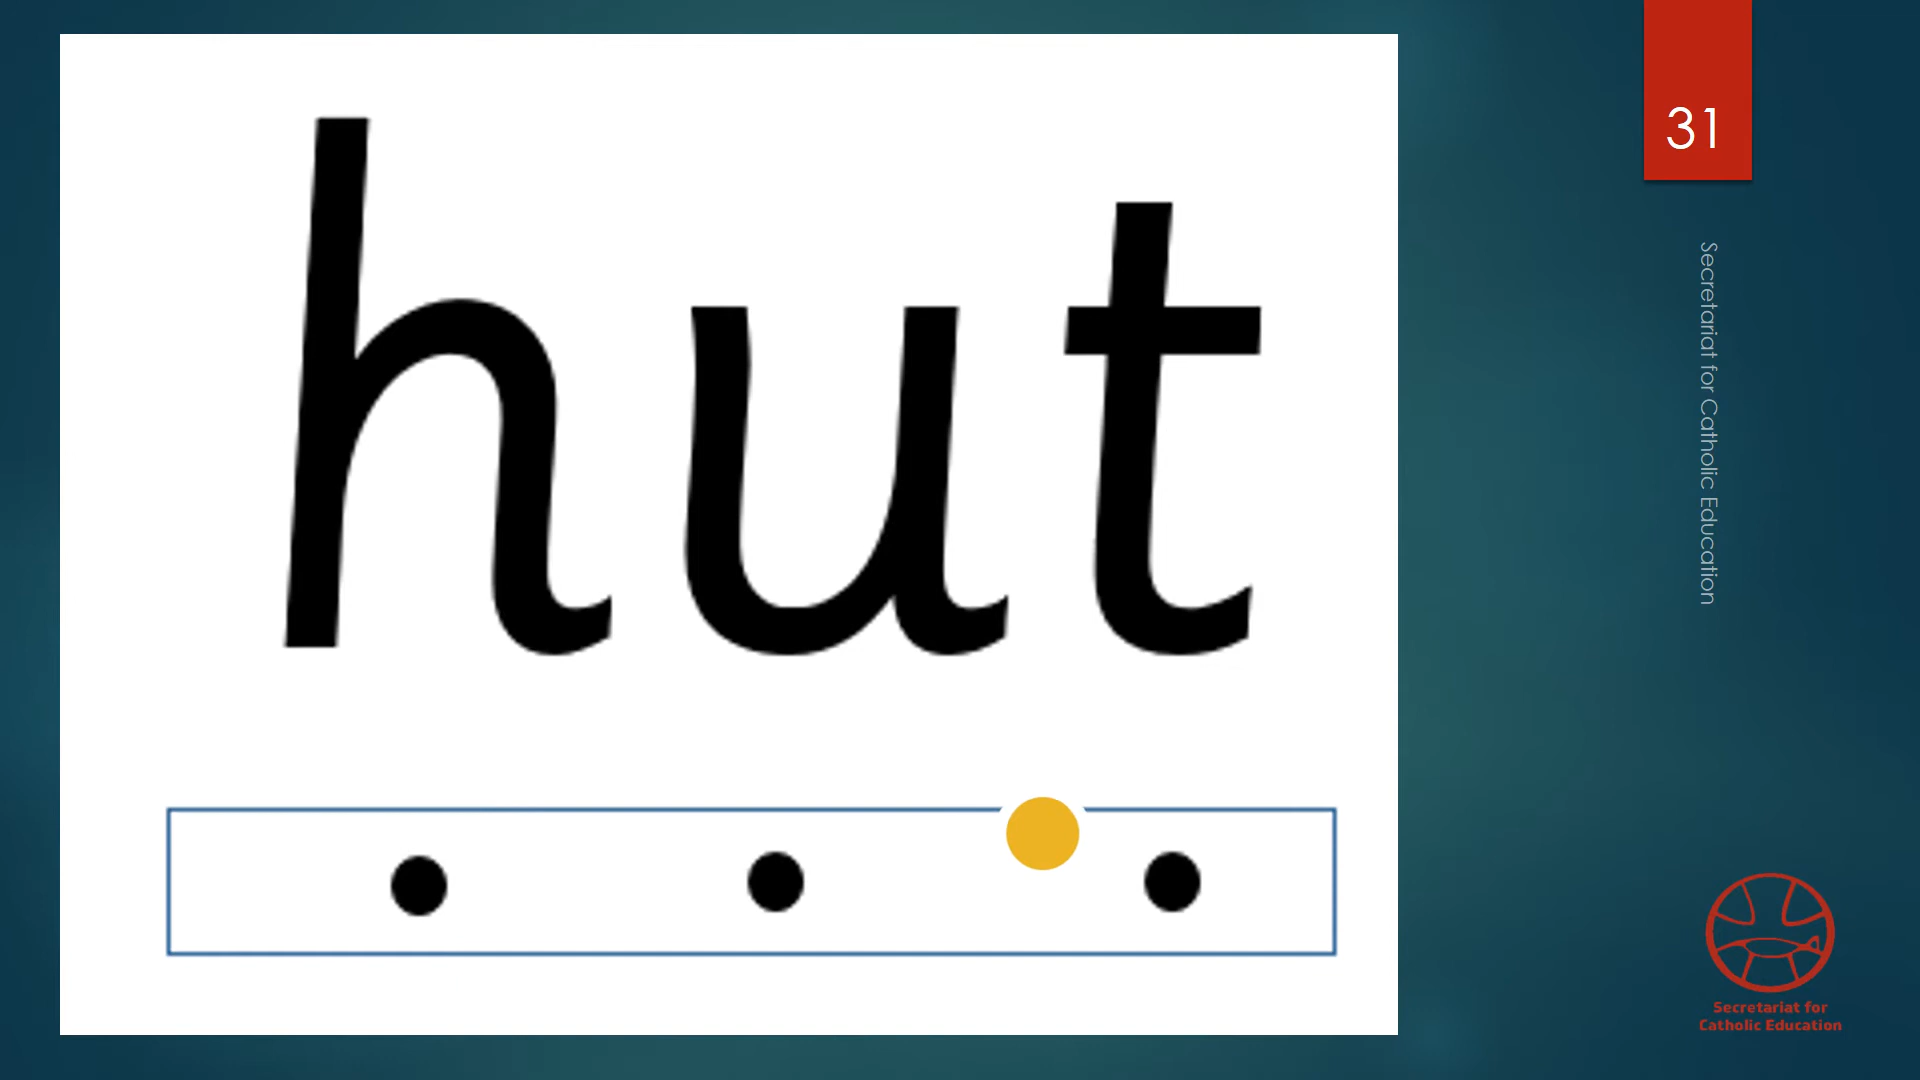 hut
31
Secretariat for Catholic Education
Secretariat for
Catholic Education